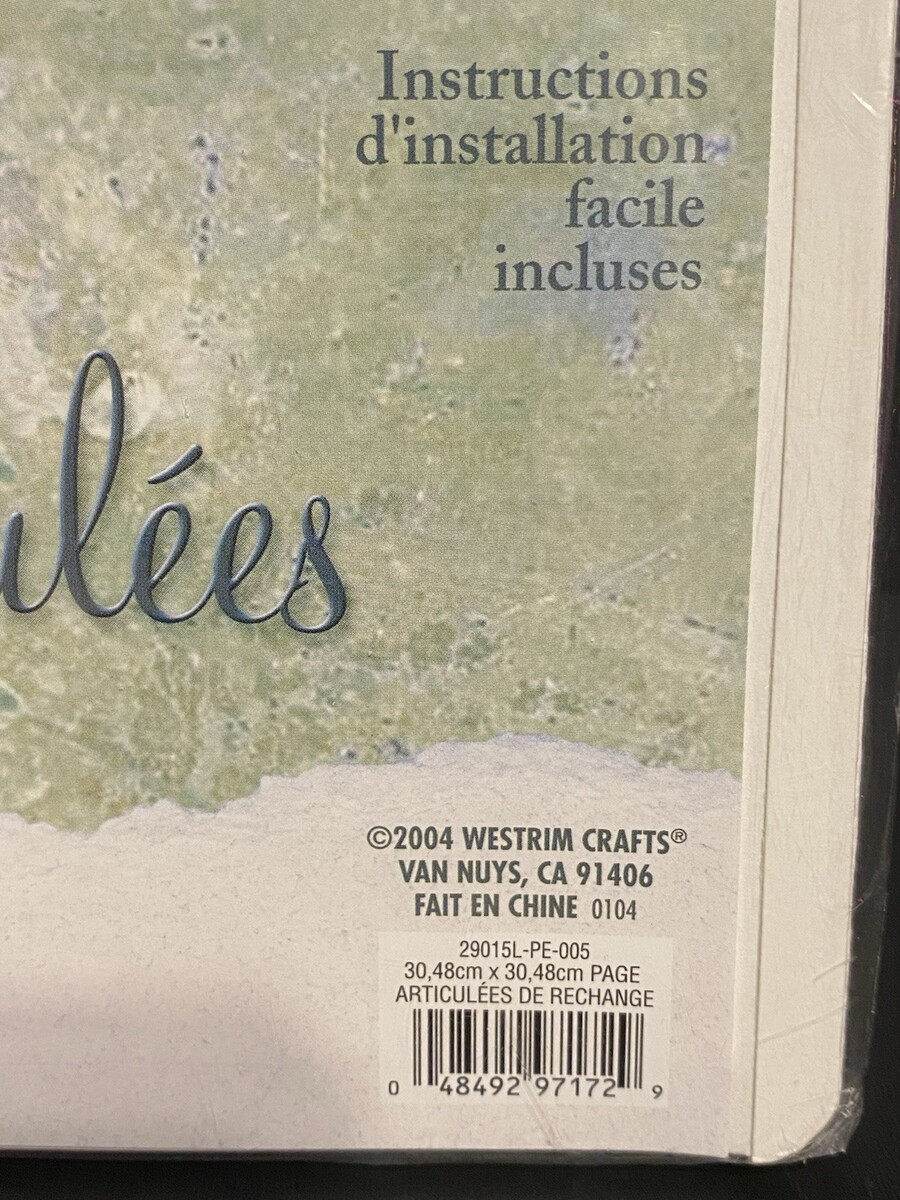 Instructions
d'installation
facile
incluses
ulées
©2004 WESTRIM CRAFTS®
VAN NUYS, CA 91406
FAIT EN CHINE 0104
29015L-PE-005
30,48cm x 30,48cm PAGE
ARTICULÉES DE RECHANGE
0 48492 97172 9